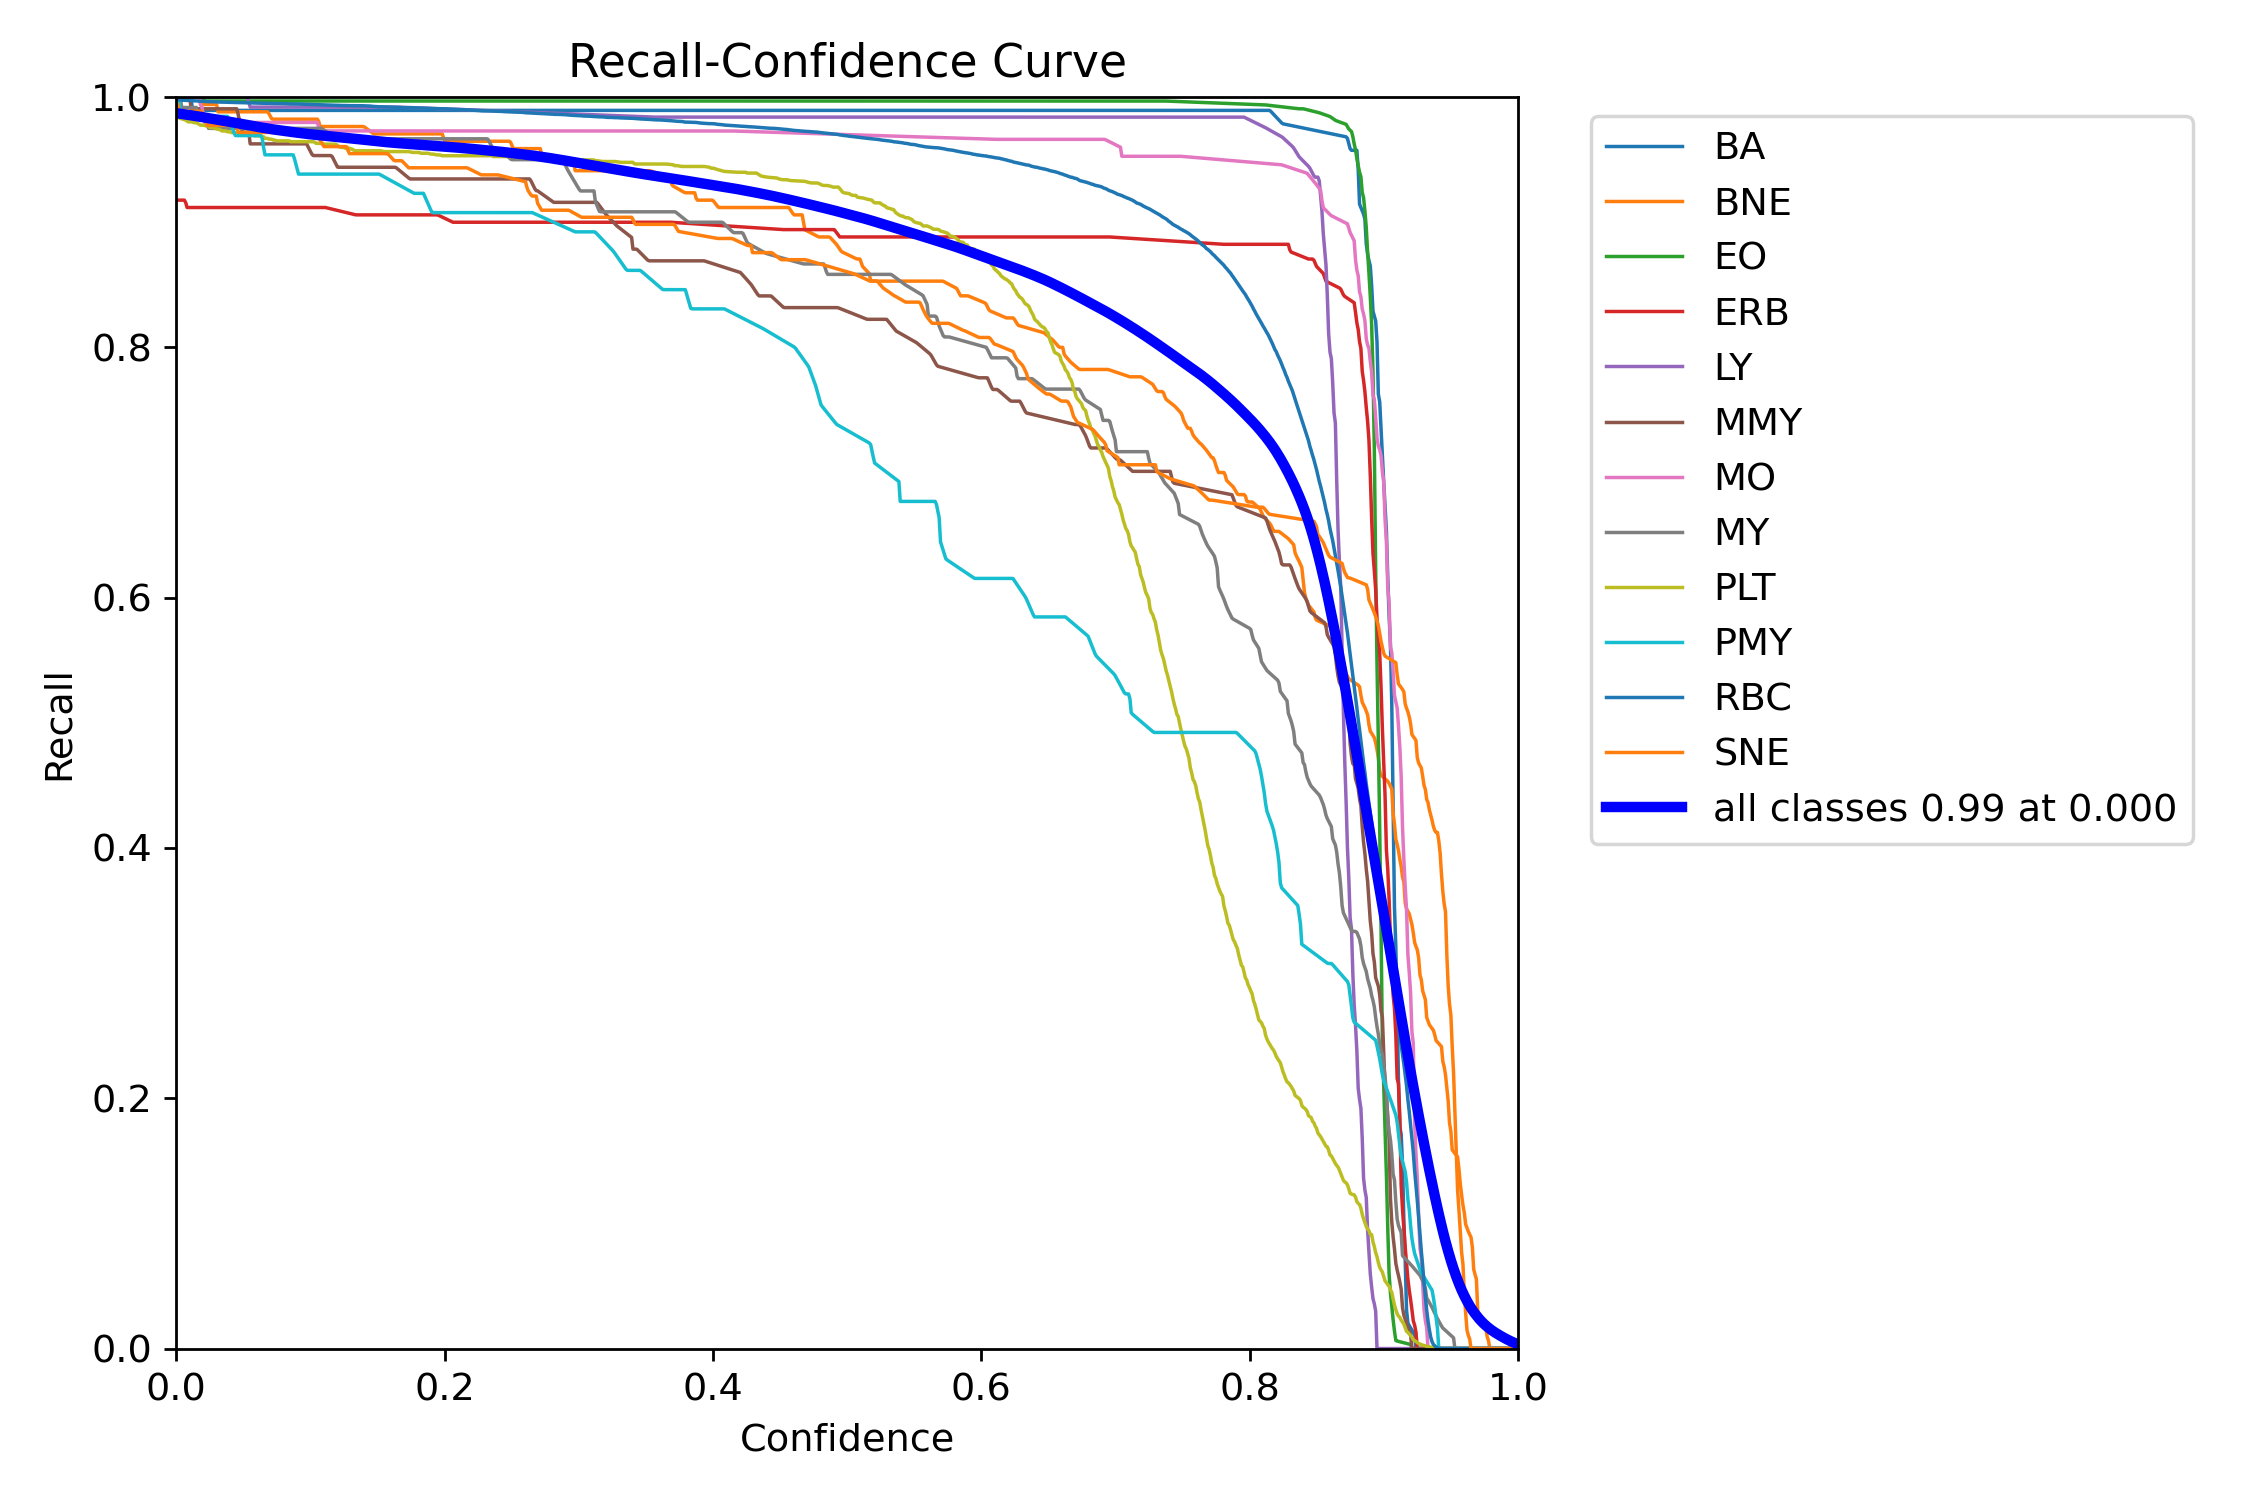 Recall-Confidence Curve
1.0
0.8
0.6
0.4
0.2
0.0
Recall
0.0 0.2 0.4 0.6 0.8 1.0
Confidence
BA
BNE
EO
ERB
LY
MMY
MO
MY
PLT
PMY
RBC
SNE
all classes 0.99 at 0.000